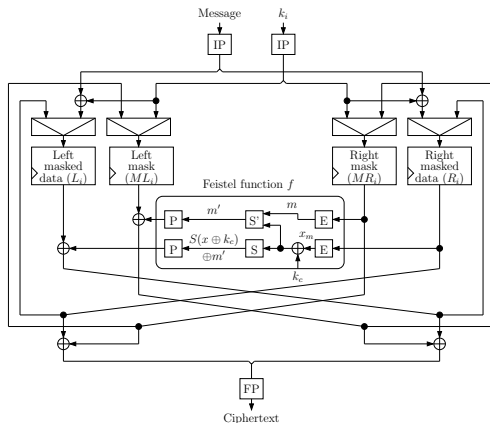 Message
k_i
IP
IP
Left
masked
data (L_i)
Left
mask
(ML_i)
Right
mask
(MR_i)
Right
masked
data (R_i)
Feistel function f
P
m′
S'
m
E
P
S(x ⊕ k_c)
⊕m′
S
x_m
E
k_c
FP
Ciphertext